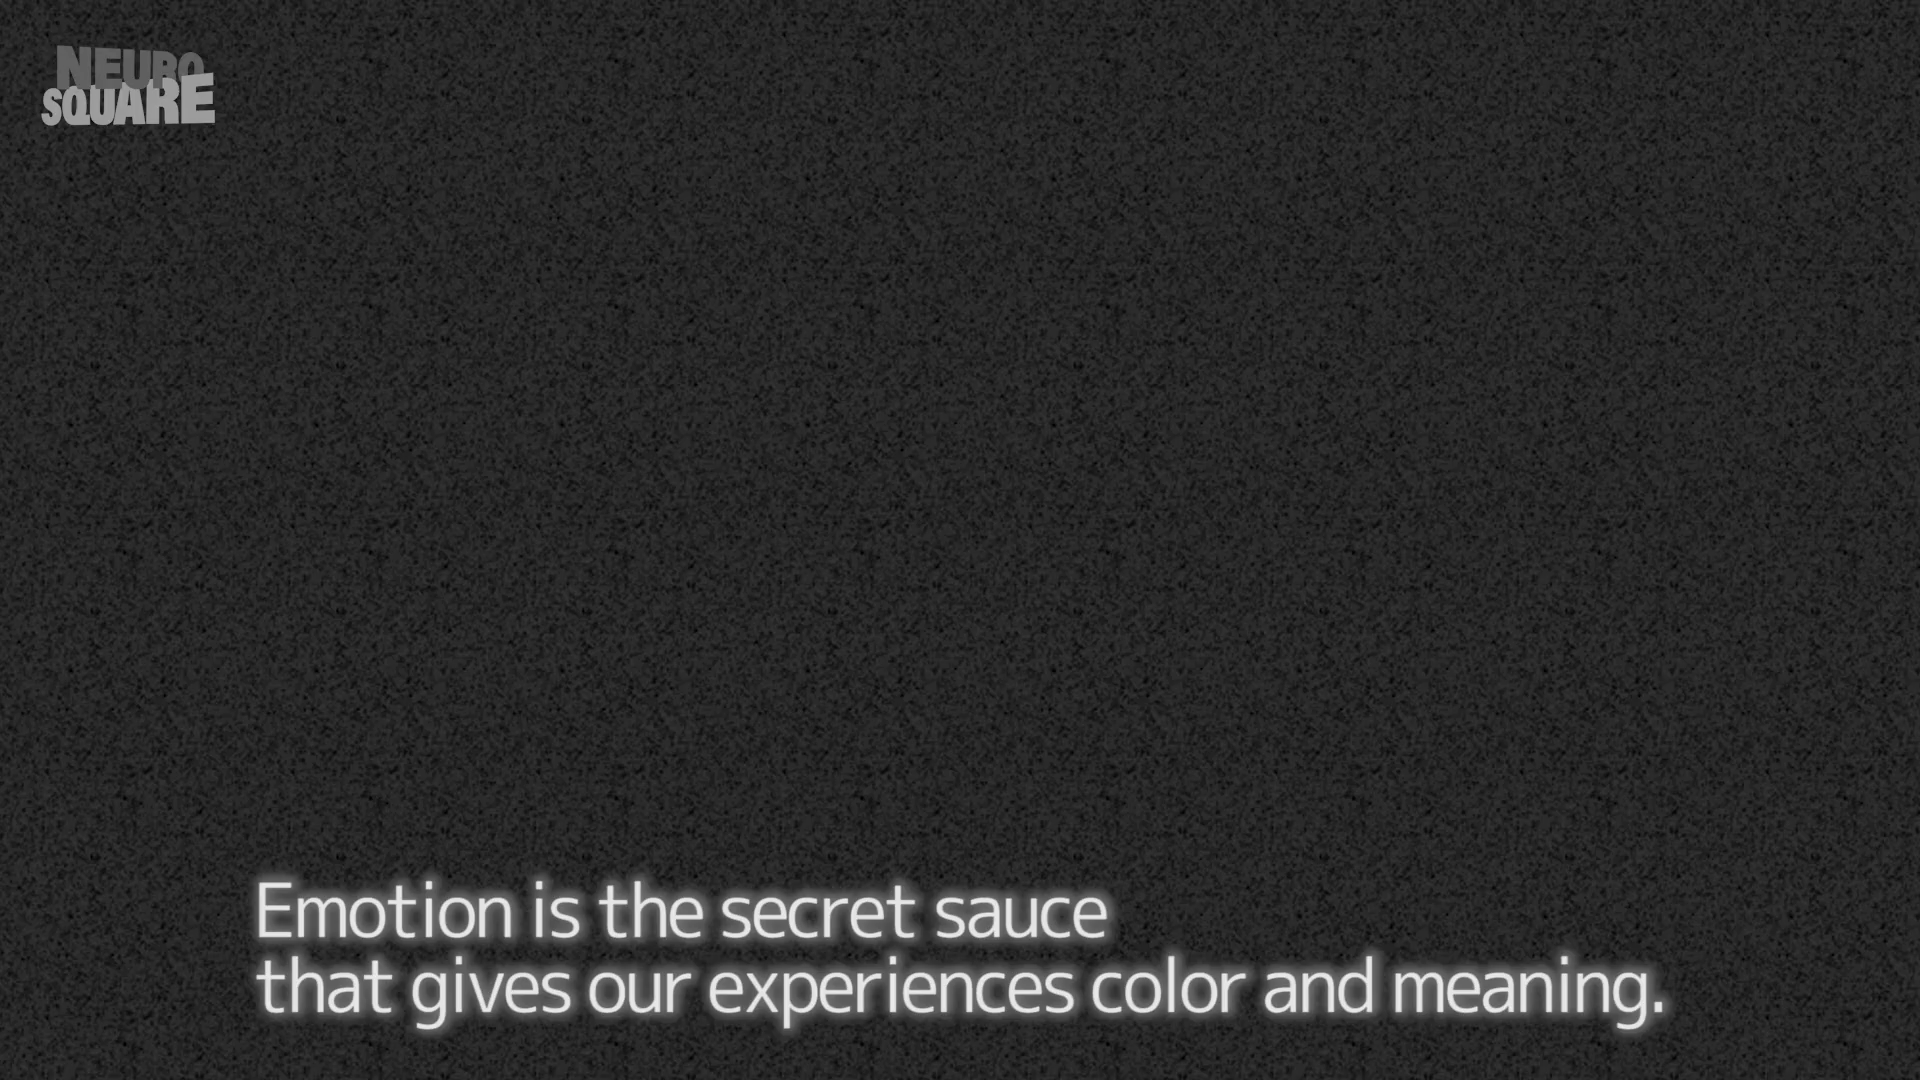 NEURO
SQUARE
Emotion is the secret sauce
that gives our experiences color and meaning.